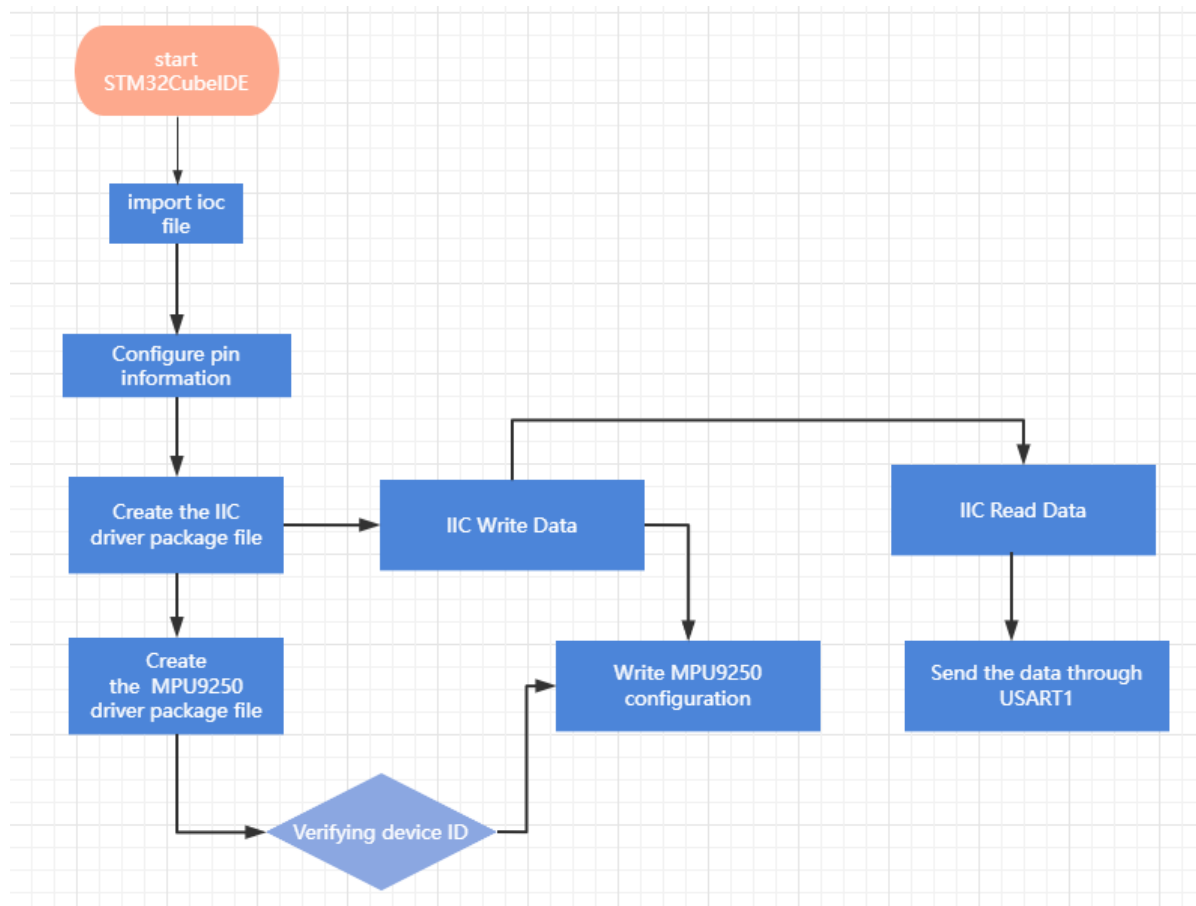 start
STM32CubeIDE
import ioc
file
Configure pin
information
Create the IIC
driver package file
IIC Write Data
IIC Read Data
Create
the MPU9250
driver package file
Write MPU9250
configuration
Send the data through
USART1
Verifying device ID